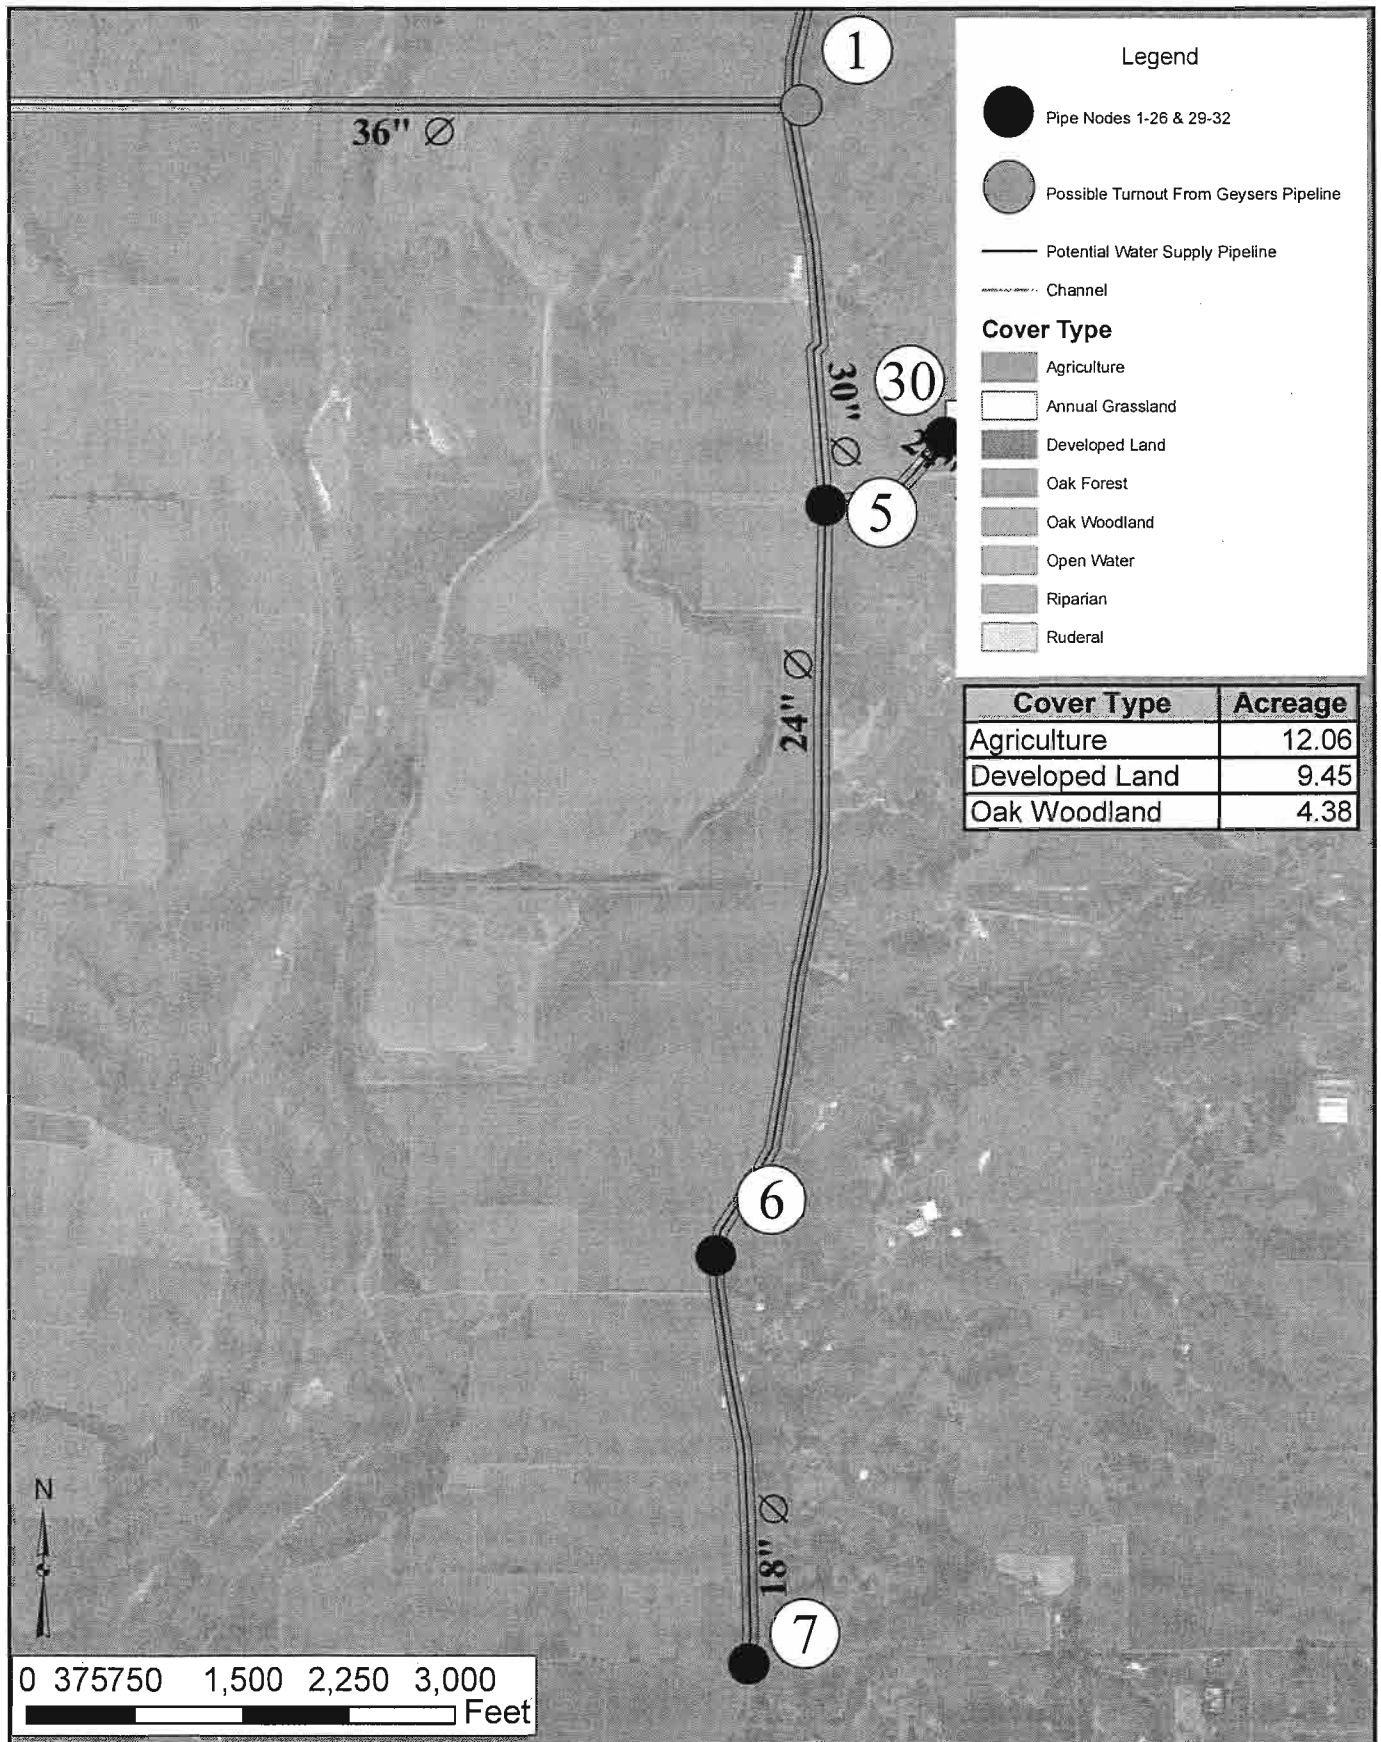 1
36" Ø
Legend
Pipe Nodes 1-26 & 29-32
Possible Turnout From Geysers Pipeline
Potential Water Supply Pipeline
Channel
Cover Type
Agriculture
Annual Grassland
Developed Land
Oak Forest
Oak Woodland
Open Water
Riparian
Ruderal
30" Ø
30
5
24" Ø
Cover Type Acreage
Agriculture 12.06
Developed Land 9.45
Oak Woodland 4.38
6
18" Ø
7
N
0 375750 1,500 2,250 3,000
Feet